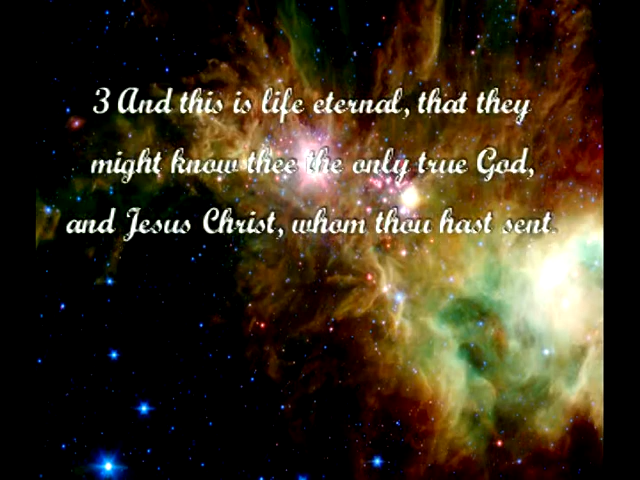 3 And this is life eternal, that they
might know thee the only true God,
and Jesus Christ, whom thou hast sent.